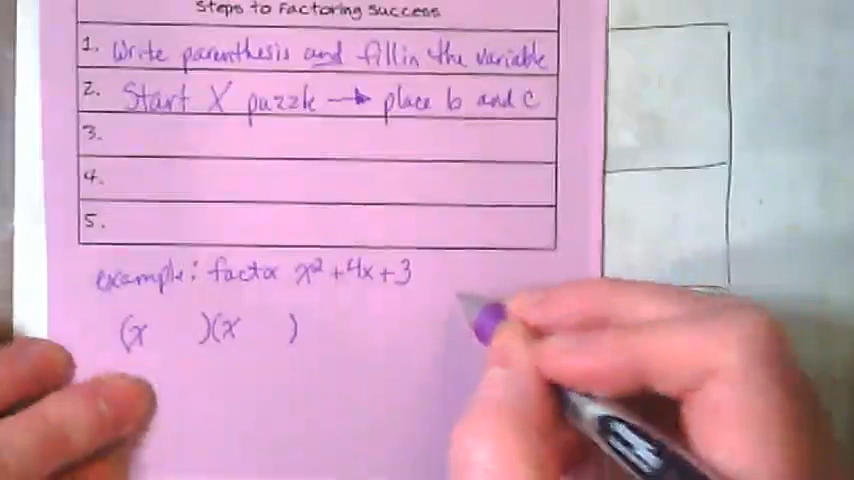 Steps to Factoring Success
1. Write parenthesis and fill in the variable
2. Start X puzzle → place b and c
3.
4.
5.
example: factor x² + 4x + 3
(x    )(x    )